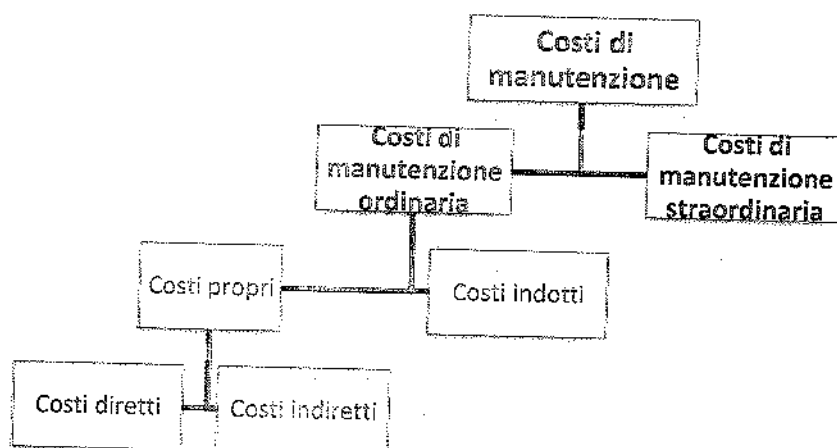 Costi di
manutenzione
Costi di
manutenzione
ordinaria
Costi di
manutenzione
straordinaria
Costi propri
Costi indotti
Costi diretti
Costi indiretti